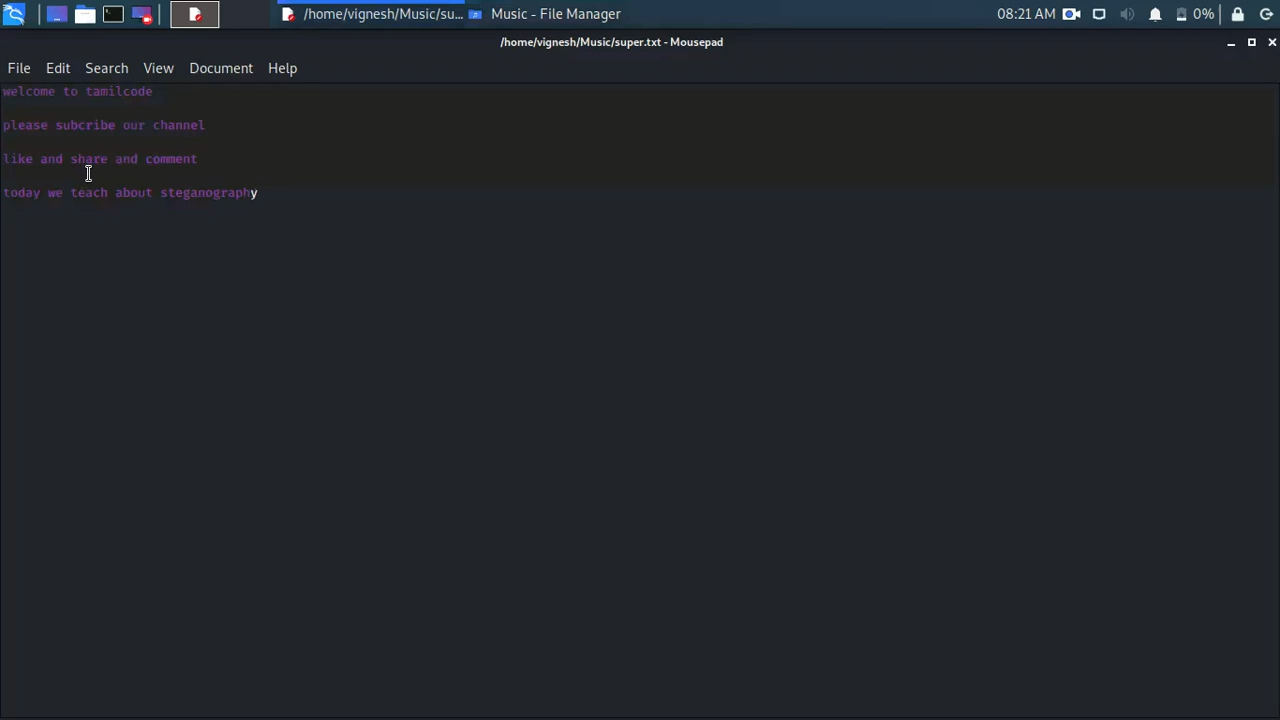 /home/vignesh/Music/su... Music - File Manager 08:21 AM 0%
/home/vignesh/Music/super.txt - Mousepad
File Edit Search View Document Help
welcome to tamilcode
please subcribe our channel
like and share and comment
today we teach about steganography